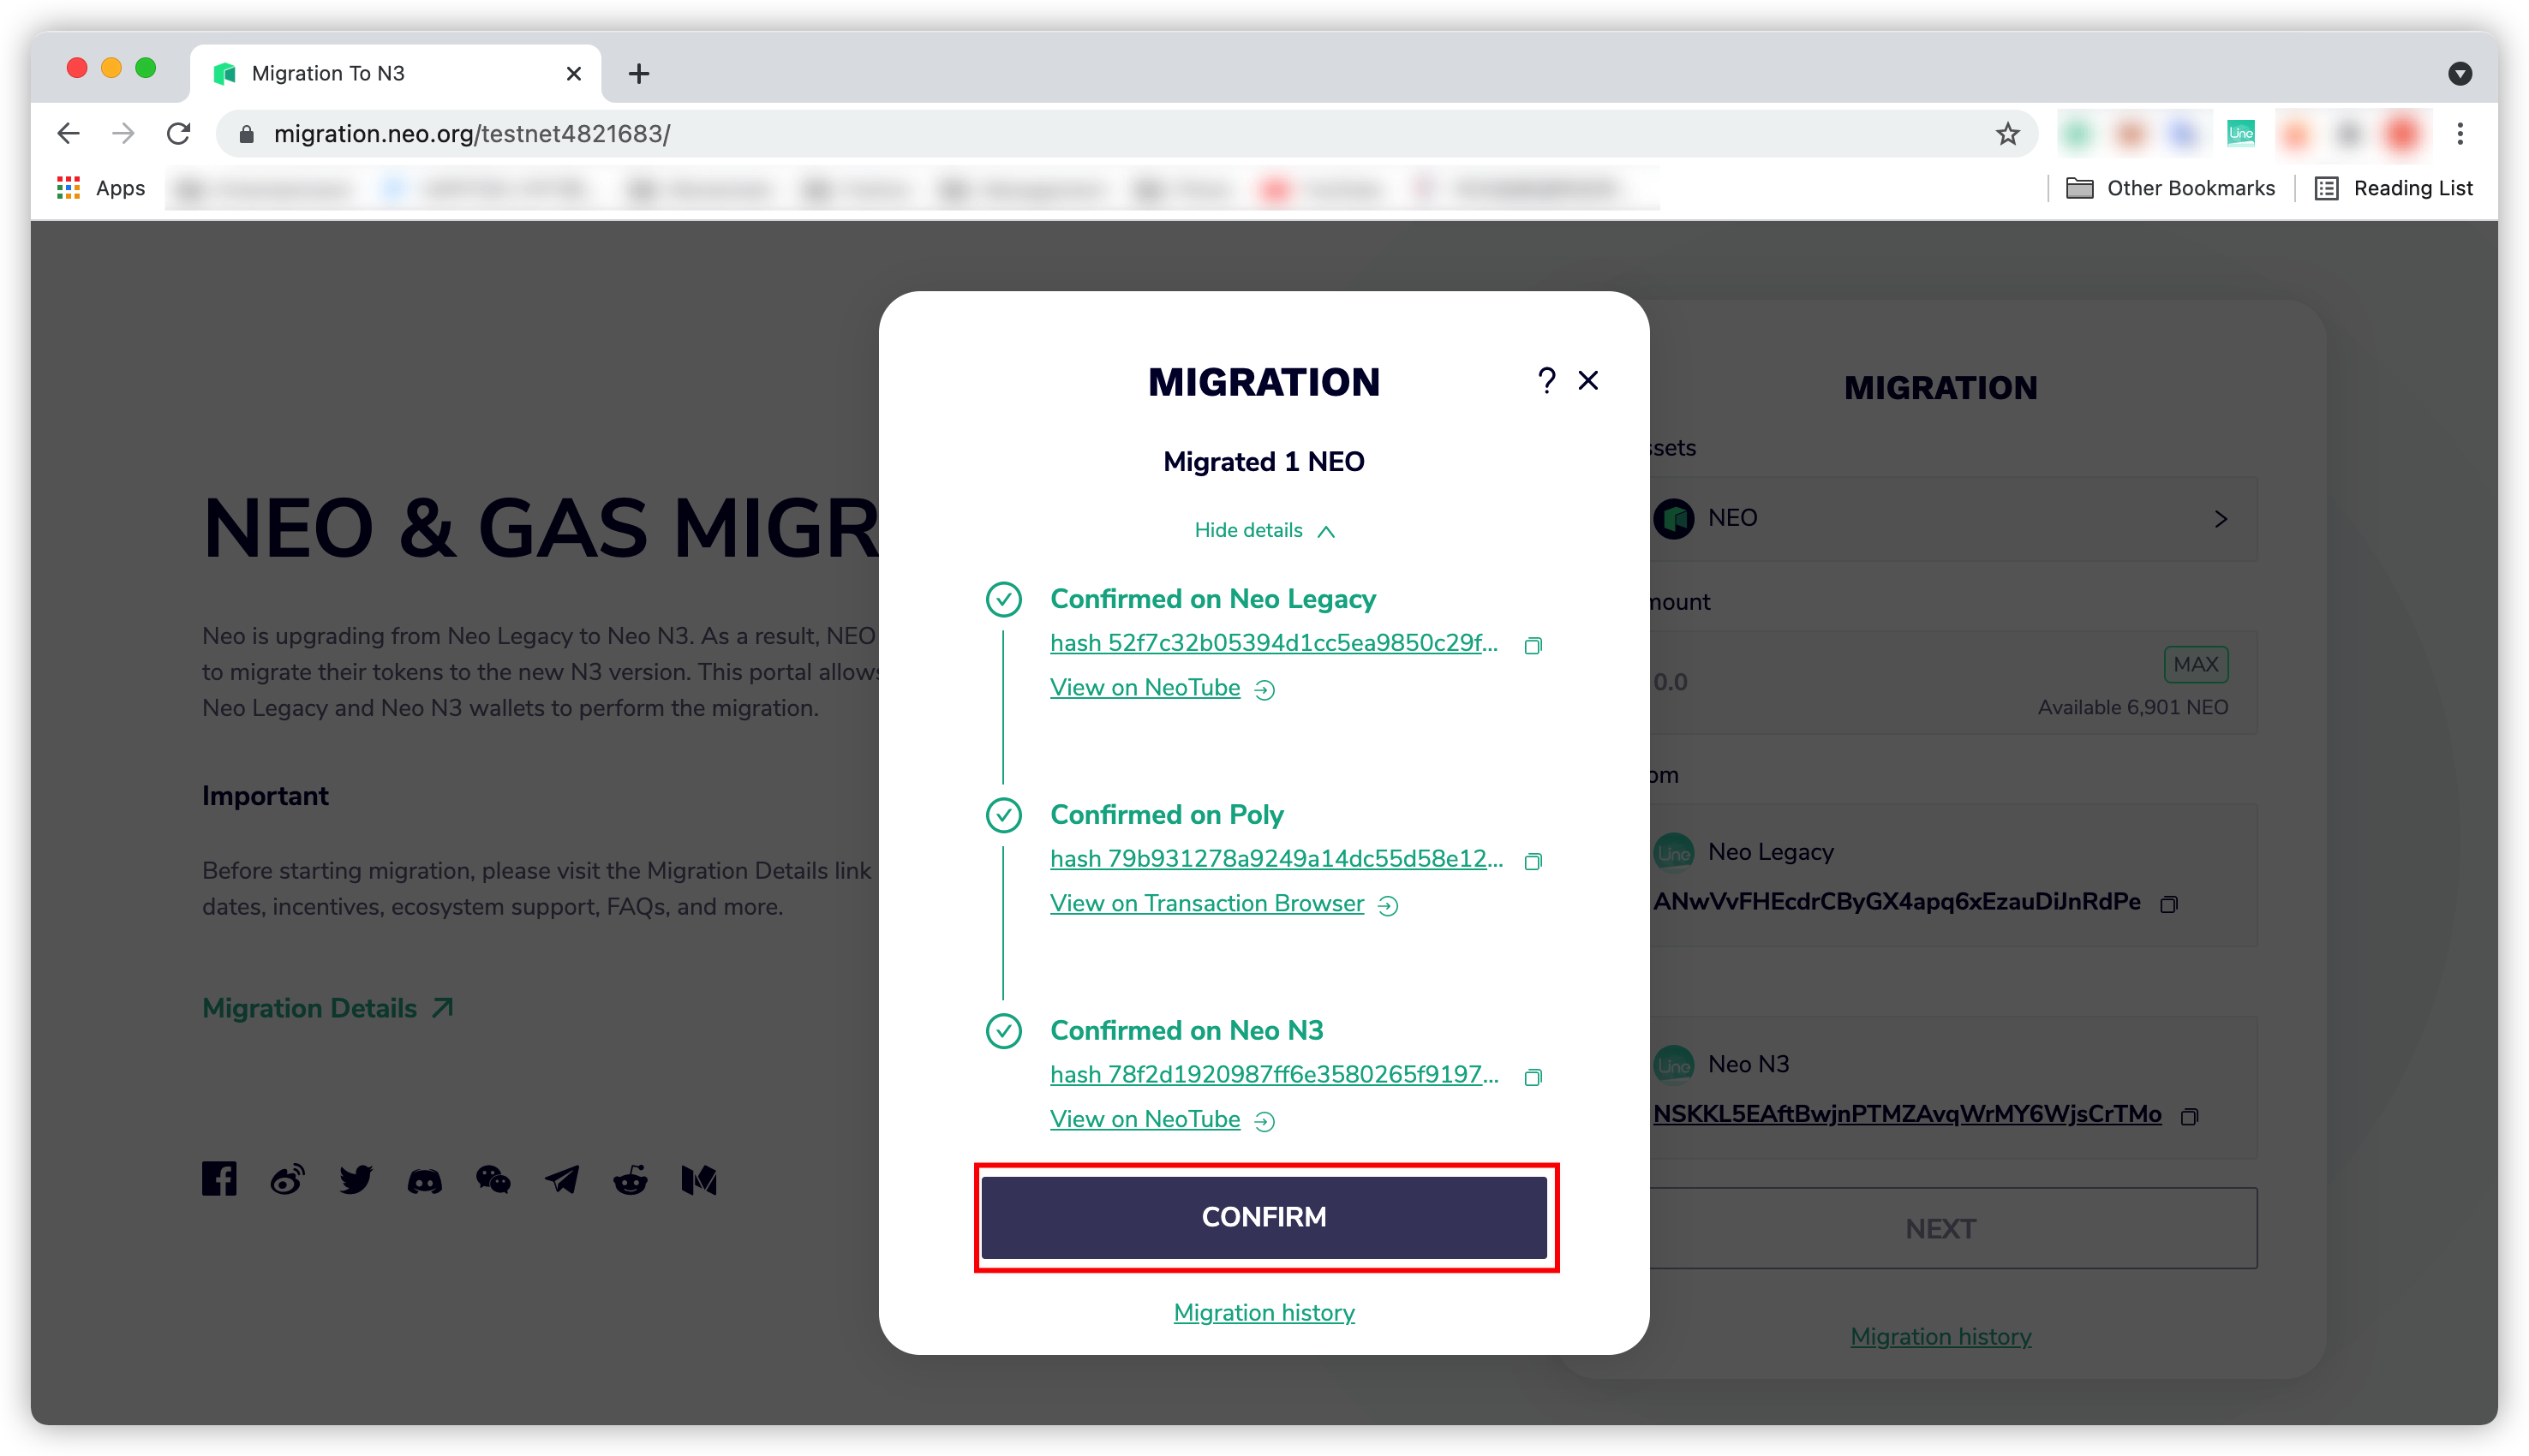 Migration To N3
migration.neo.org/testnet4821683/
Line
Apps
Other Bookmarks
Reading List
NEO & GAS MIGR
Neo is upgrading from Neo Legacy to Neo N3. As a result, NEO
to migrate their tokens to the new N3 version. This portal allows
Neo Legacy and Neo N3 wallets to perform the migration.
Important
Before starting migration, please visit the Migration Details link
dates, incentives, ecosystem support, FAQs, and more.
Migration Details
MIGRATION
?
Migrated 1 NEO
Hide details
Confirmed on Neo Legacy
hash 52f7c32b05394d1cc5ea9850c29f...
View on NeoTube
Confirmed on Poly
hash 79b931278a9249a14dc55d58e12...
View on Transaction Browser
Confirmed on Neo N3
hash 78f2d1920987ff6e3580265f9197...
View on NeoTube
CONFIRM
Migration history
MIGRATION
ssets
NEO
mount
0.0
MAX
Available 6,901 NEO
om
Line
Neo Legacy
ANwVvFHEcdrCByGX4apq6xEzauDiJnRdPe
Line
Neo N3
NSKKL5EAftBwjnPTMZAvqWrMY6WjsCrTMo
NEXT
Migration history